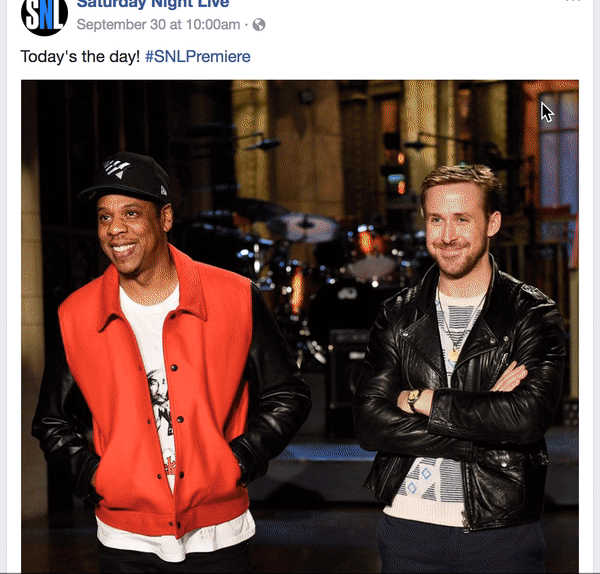 SNL
Saturday Night Live
September 30 at 10:00am ·
Today's the day! #SNLPremiere